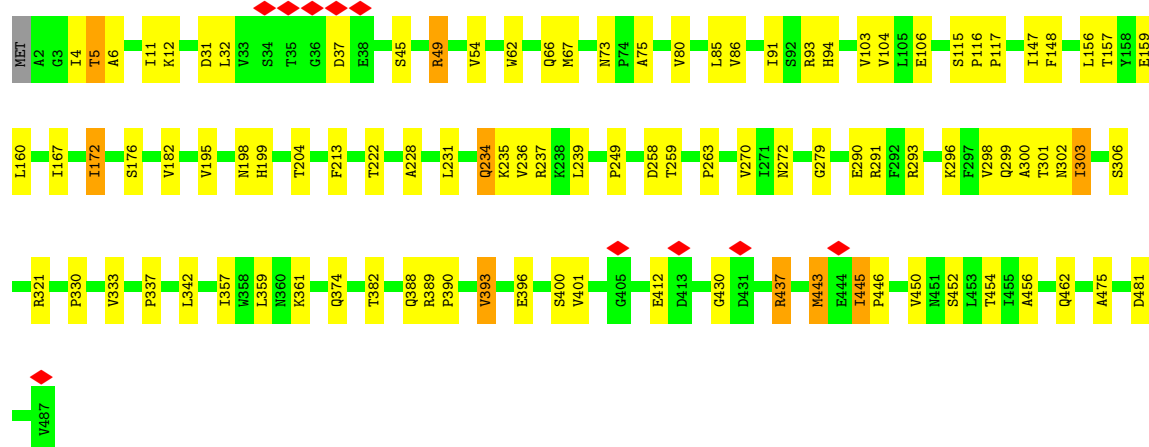 MET A2 G3 I4 T5 A6 I11 K12 D31 L32 V33 S34 T35 G36 D37 E38 S45 R49 V54 W62 Q66 M67 N73 P74 A75 V80 L85 V86 I91 S92 R93 H94 V103 V104 L105 E106 S115 P116 P117 I147 F148 L156 T157 Y158 E159
L160 I167 I172 S176 V182 V195 N198 H199 T204 F213 T222 A228 L231 Q234 K235 V236 R237 K238 L239 P249 D258 T259 P263 V270 I271 N272 G279 E290 R291 F292 R293 K296 F297 V298 Q299 A300 T301 N302 I303 S306
R321 P330 V333 P337 L342 I357 W358 L359 N360 K361 Q374 T382 Q388 R389 P390 V393 E396 S400 V401 G405 E412 D413 G430 D431 R437 M443 E444 I445 P446 V450 N451 S452 L453 T454 I455 A456 Q462 A475 D481
V487